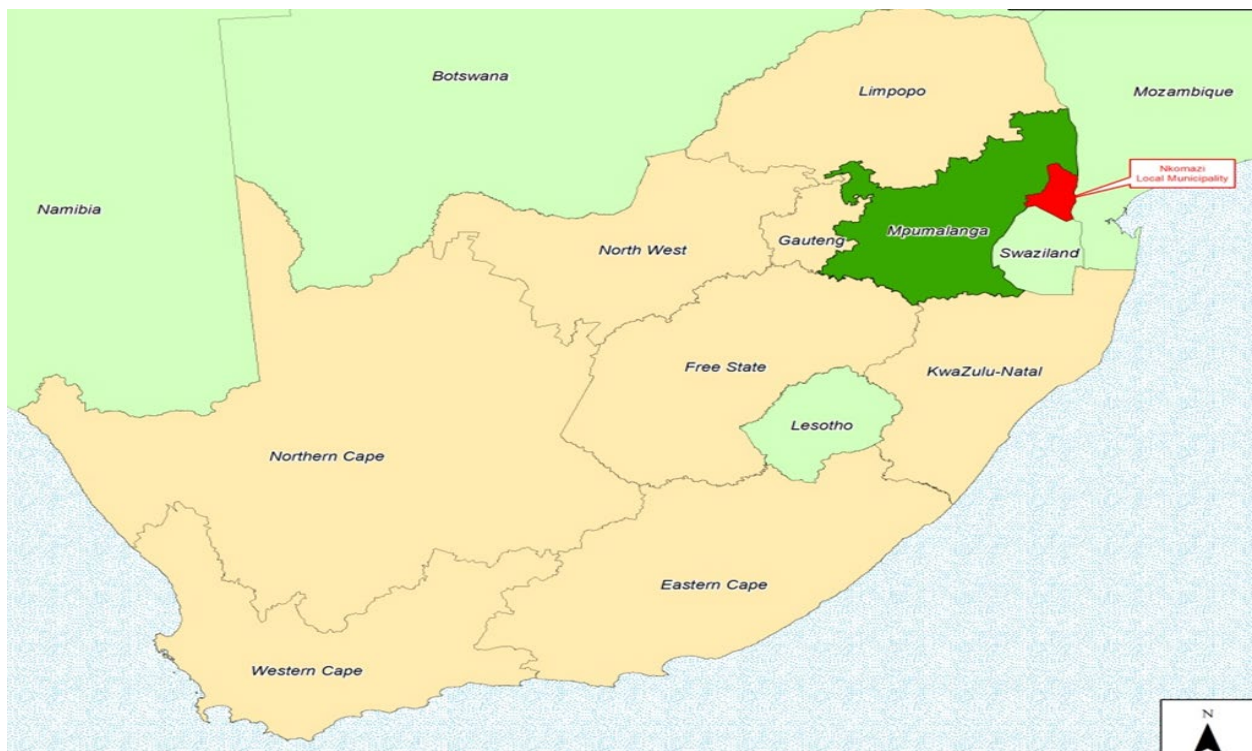 Botswana
Limpopo
Mozambique
Nkomazi
Local Municipality
Namibia
North West
Gauteng
Mpumalanga
Swaziland
Free State
KwaZulu-Natal
Lesotho
Northern Cape
Eastern Cape
Western Cape
N